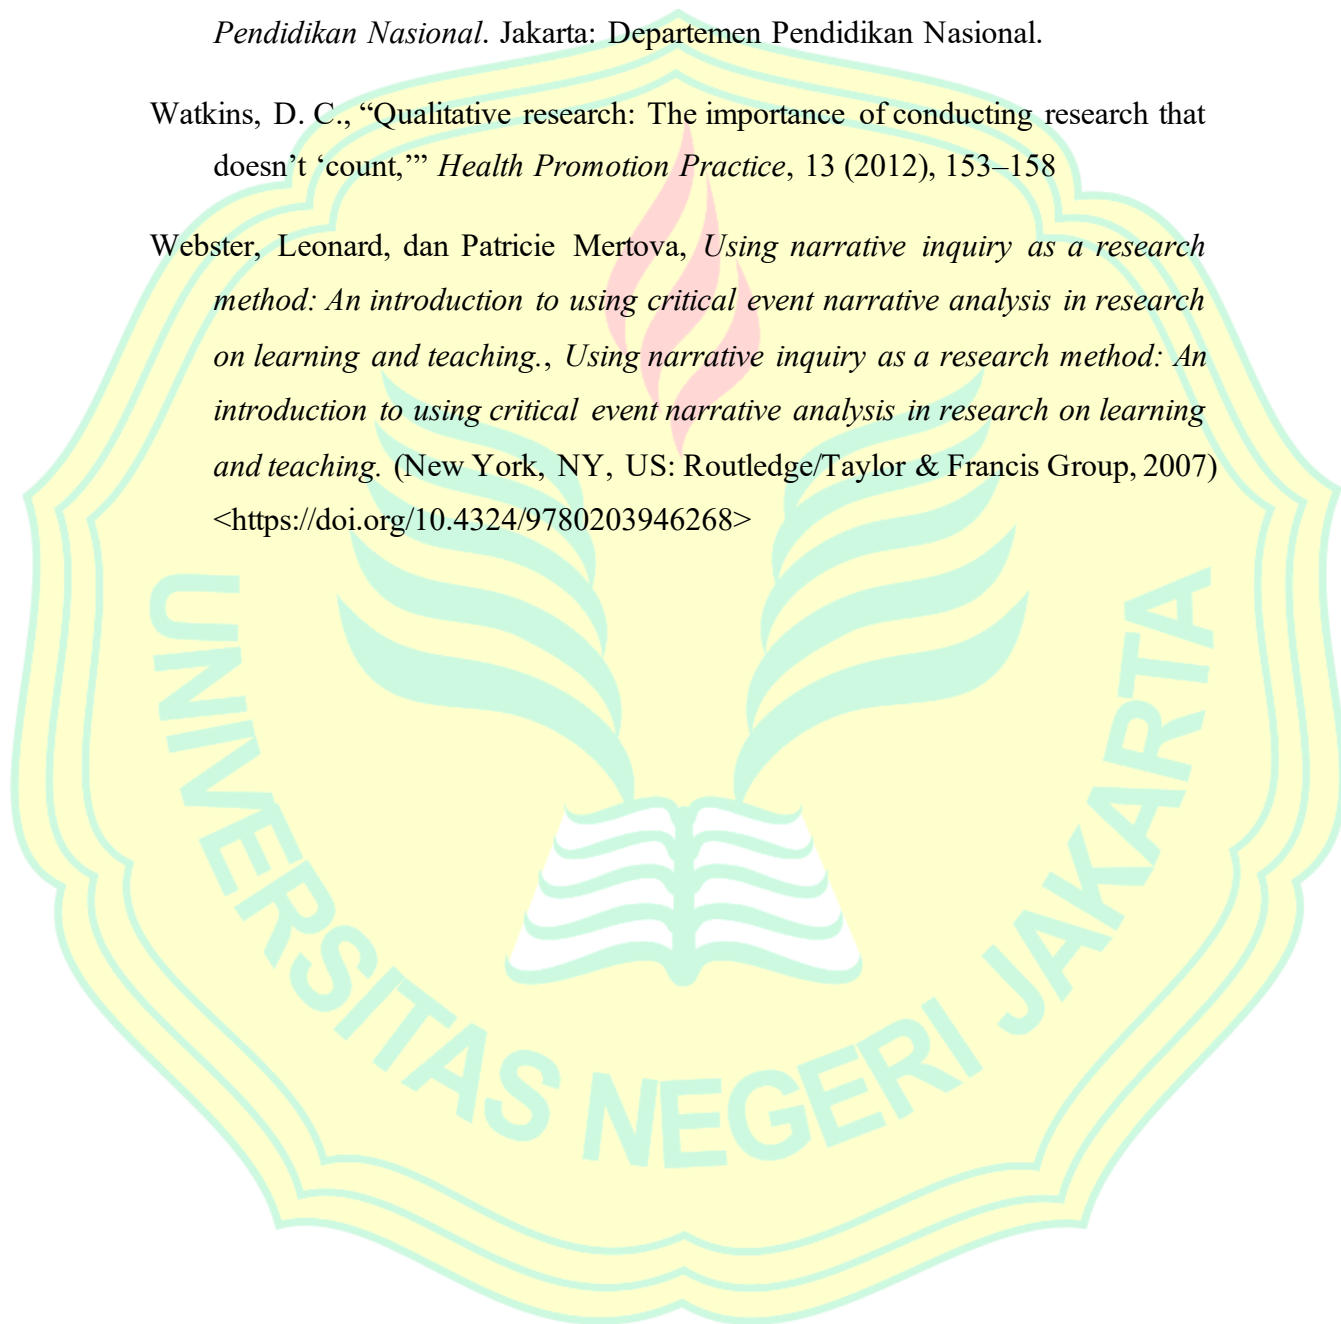 Pendidikan Nasional. Jakarta: Departemen Pendidikan Nasional.
Watkins, D. C., “Qualitative research: The importance of conducting research that
doesn’t ‘count,’” Health Promotion Practice, 13 (2012), 153–158
Webster, Leonard, dan Patricie Mertova, Using narrative inquiry as a research
method: An introduction to using critical event narrative analysis in research
on learning and teaching., Using narrative inquiry as a research method: An
introduction to using critical event narrative analysis in research on learning
and teaching. (New York, NY, US: Routledge/Taylor & Francis Group, 2007)
<https://doi.org/10.4324/9780203946268>
UNIVERSITAS NEGERI JAKARTA